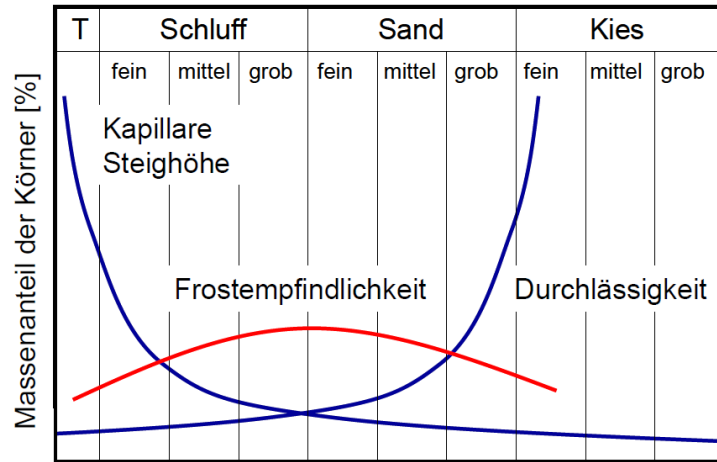 T Schluff Sand Kies
fein mittel grob fein mittel grob fein mittel grob
Kapillare
Steighöhe
Frostempfindlichkeit Durchlässigkeit
Massenanteil der Körner [%]